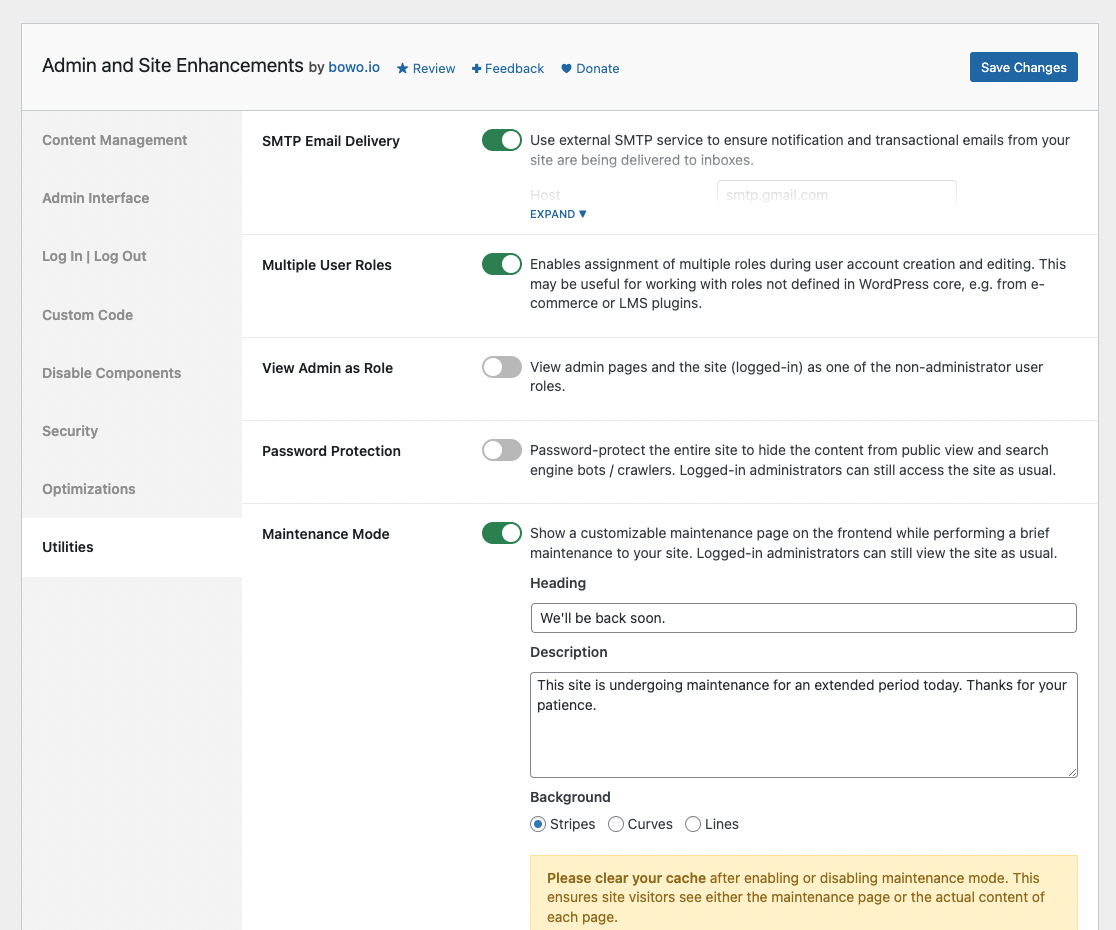 Admin and Site Enhancements by bowo.io Review Feedback Donate
Save Changes
Content Management
Admin Interface
Log In | Log Out
Custom Code
Disable Components
Security
Optimizations
Utilities
SMTP Email Delivery
Use external SMTP service to ensure notification and transactional emails from your
site are being delivered to inboxes.
Host
smtp.gmail.com
EXPAND ▼
Multiple User Roles
Enables assignment of multiple roles during user account creation and editing. This
may be useful for working with roles not defined in WordPress core, e.g. from e-
commerce or LMS plugins.
View Admin as Role
View admin pages and the site (logged-in) as one of the non-administrator user
roles.
Password Protection
Password-protect the entire site to hide the content from public view and search
engine bots / crawlers. Logged-in administrators can still access the site as usual.
Maintenance Mode
Show a customizable maintenance page on the frontend while performing a brief
maintenance to your site. Logged-in administrators can still view the site as usual.
Heading
We'll be back soon.
Description
This site is undergoing maintenance for an extended period today. Thanks for your
patience.
Background
Stripes Curves Lines
Please clear your cache after enabling or disabling maintenance mode. This
ensures site visitors see either the maintenance page or the actual content of
each page.